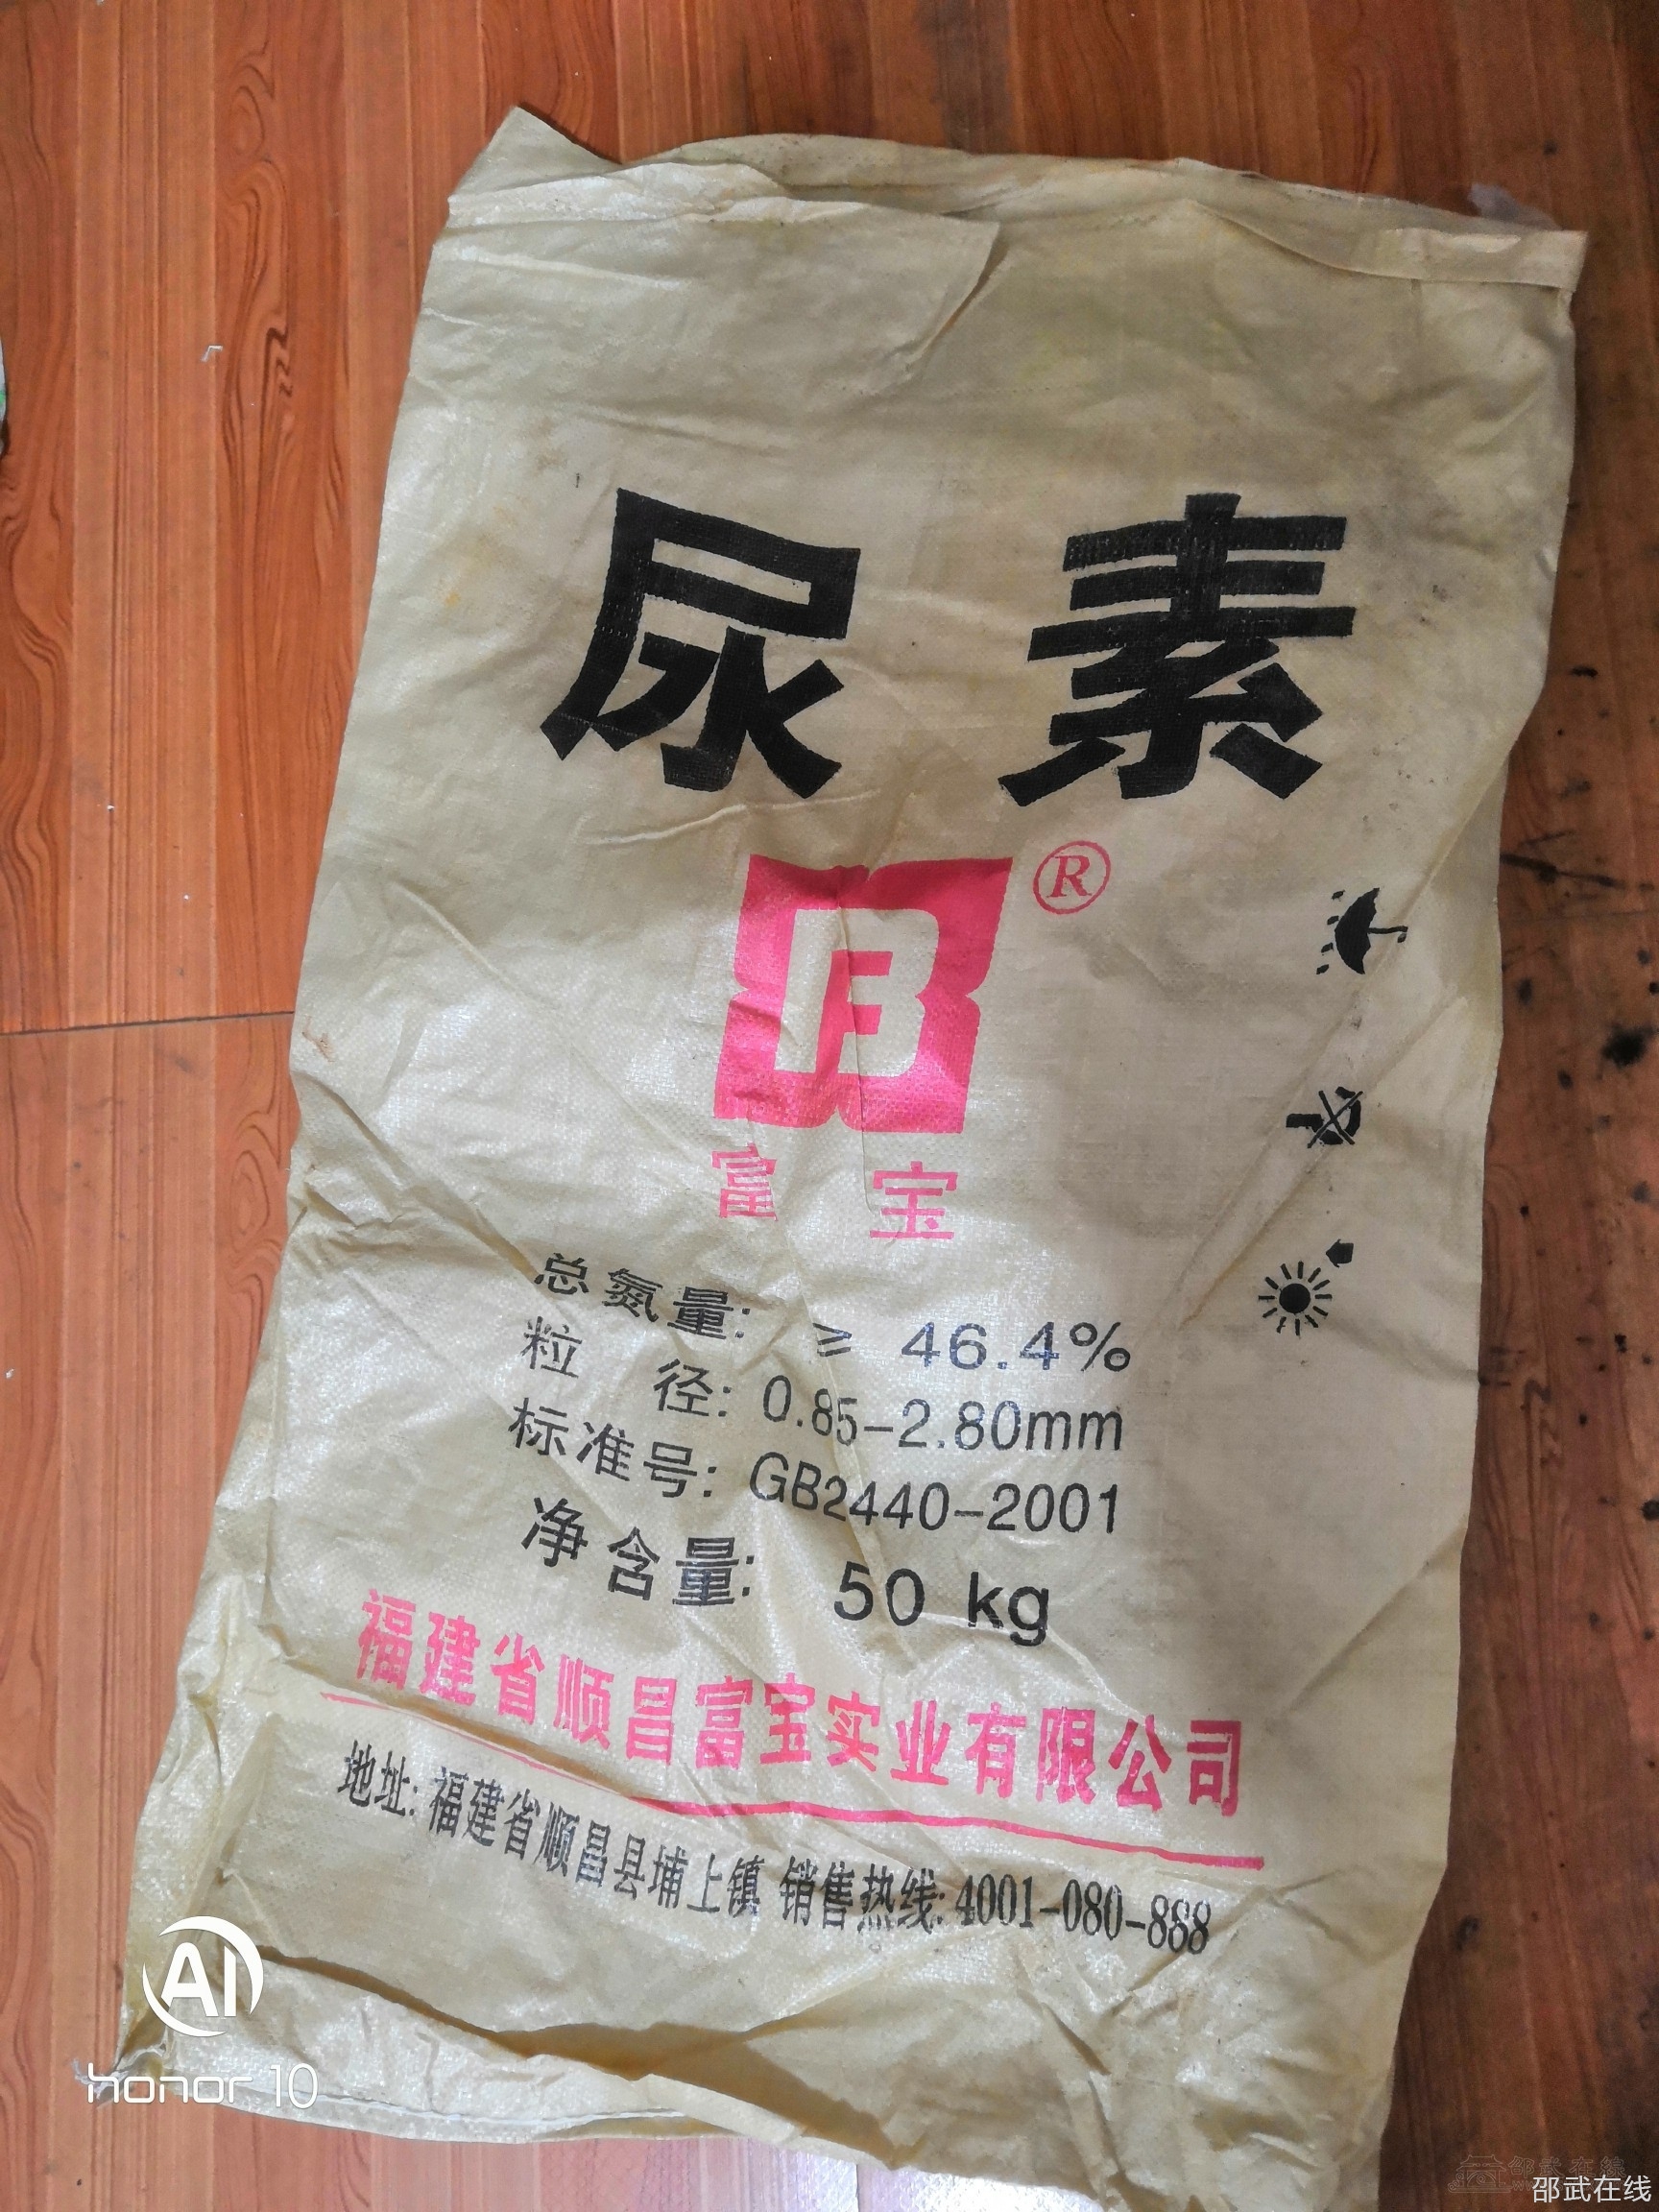 尿素
®
富宝
总氮量: ≥ 46.4%
粒径: 0.85-2.80mm
标准号: GB2440-2001
净含量: 50 kg
福建省顺昌富宝实业有限公司
地址: 福建省顺昌县埔上镇 销售热线: 4001-080-888
AI
honor 10
邵武在线